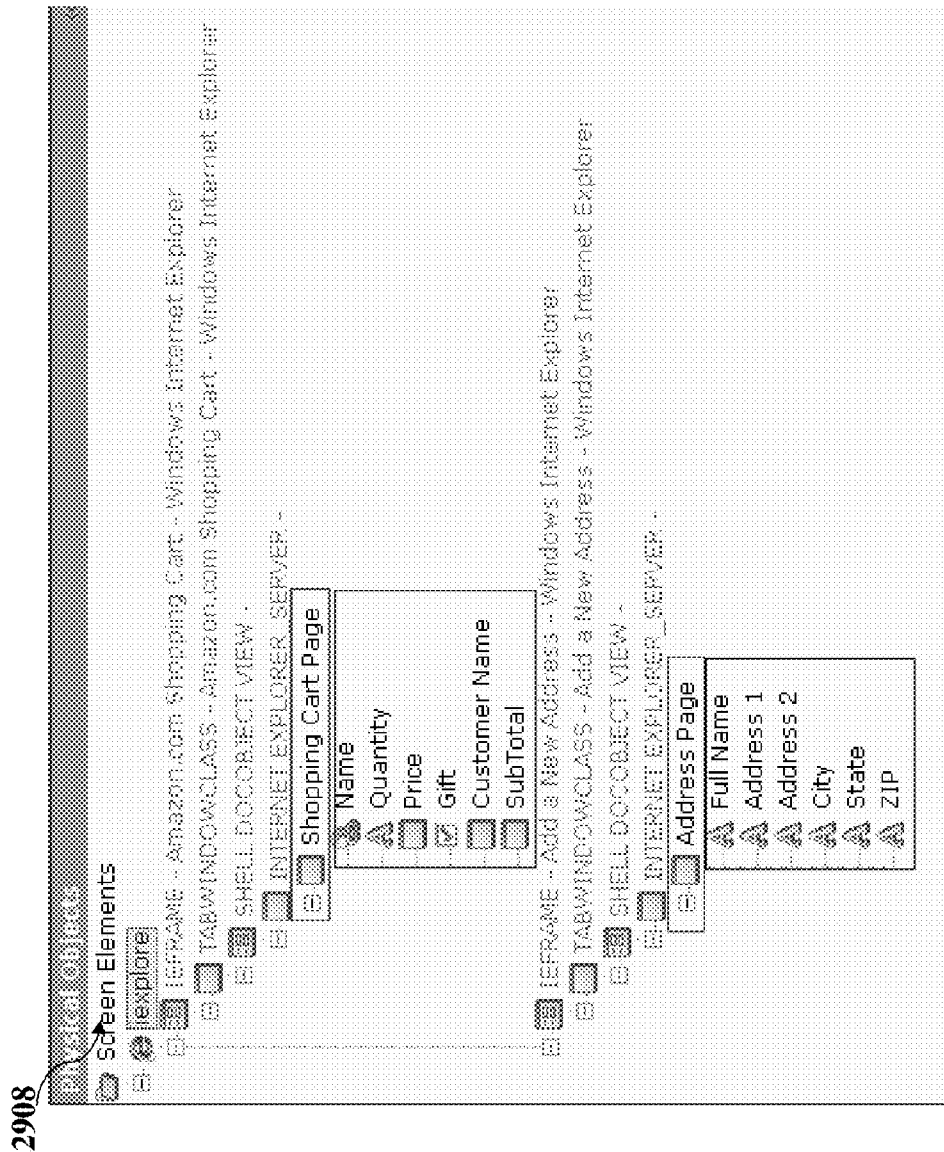 2908
Physical Objects
Screen Elements
iexplore
IEFRAME - Amazon.com Shopping Cart - Windows Internet Explorer
TABWINDOWCLASS - Amazon.com Shopping Cart - Windows Internet Explorer
SHELL DOCOBJECT VIEW -
INTERNET EXPLORER_SERVER -
Shopping Cart Page
Name
Quantity
Price
Gift
Customer Name
SubTotal
IEFRAME - Add a New Address - Windows Internet Explorer
TABWINDOWCLASS - Add a New Address - Windows Internet Explorer
SHELL DOCOBJECT VIEW -
INTERNET EXPLORER_SERVER -
Address Page
Full Name
Address 1
Address 2
City
State
ZIP